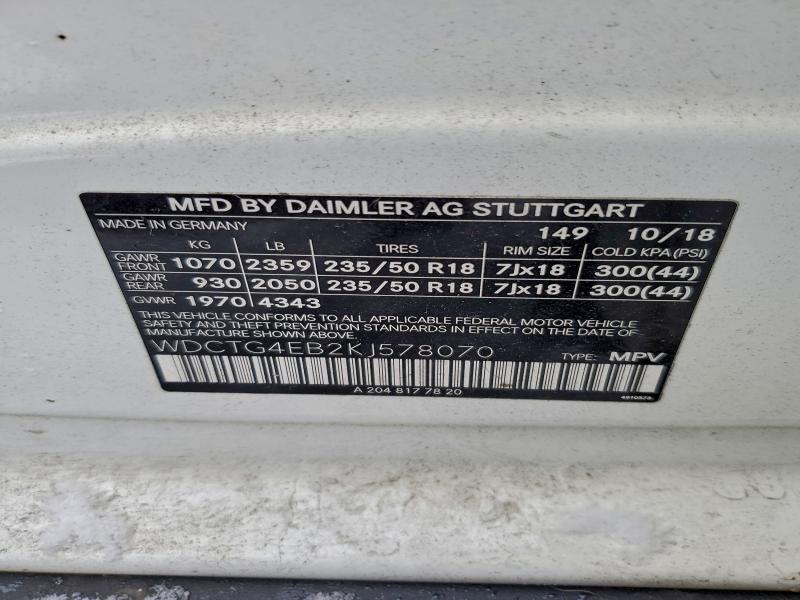 MFD BY DAIMLER AG STUTTGART
MADE IN GERMANY 149 10/18
KG LB TIRES RIM SIZE COLD KPA (PSI)
GAWR FRONT 1070 2359 235/50 R18 7Jx18 300(44)
GAWR REAR 930 2050 235/50 R18 7Jx18 300(44)
GVWR 1970 4343
THIS VEHICLE CONFORMS TO ALL APPLICABLE FEDERAL MOTOR VEHICLE
SAFETY AND THEFT PREVENTION STANDARDS IN EFFECT ON THE DATE OF
MANUFACTURE SHOWN ABOVE.
WDCTG4EB2KJ578070 TYPE: MPV
A 204 817 78 20